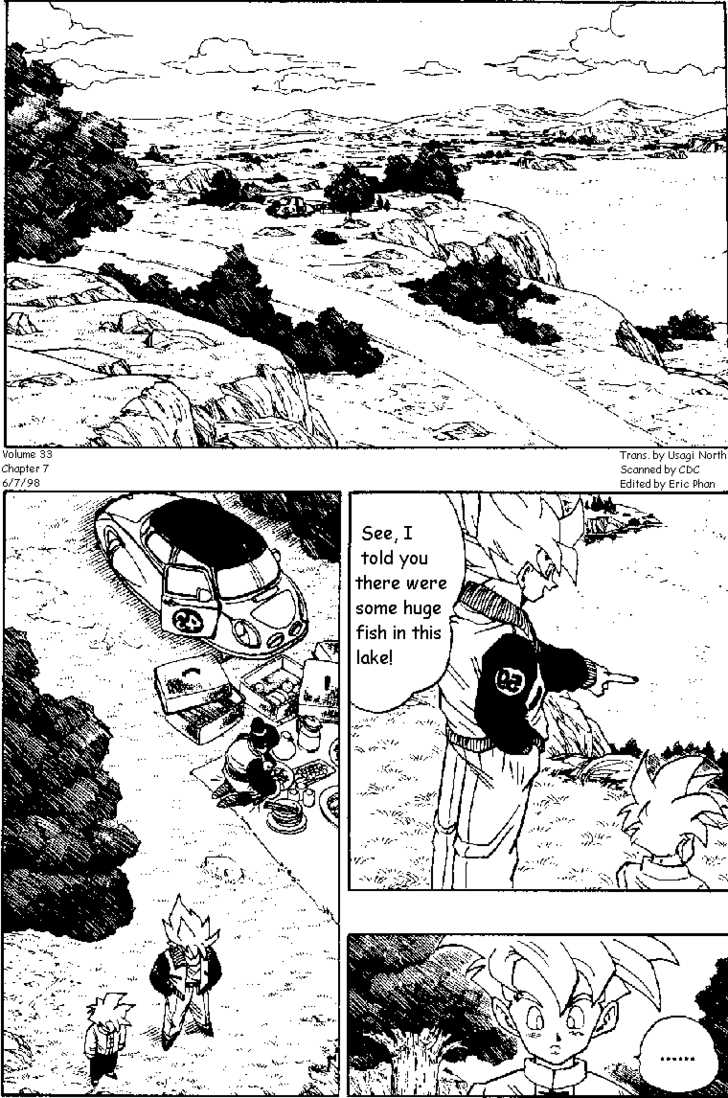 Volume 33
Chapter 7
6/7/98
Trans. by Usagi North
Scanned by CDC
Edited by Eric Phan
See, I
told you
there were
some huge
fish in this
lake!
......